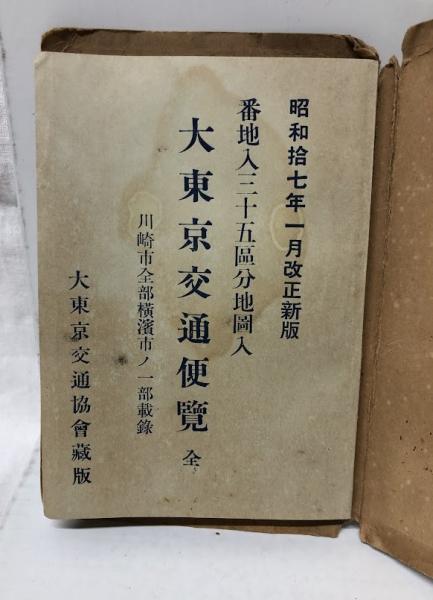 昭和拾七年一月改正新版
番地入三十五區分地圖入
大東京交通便覽 全
川崎市全部橫濱市ノ一部載錄
大東京交通協會藏版